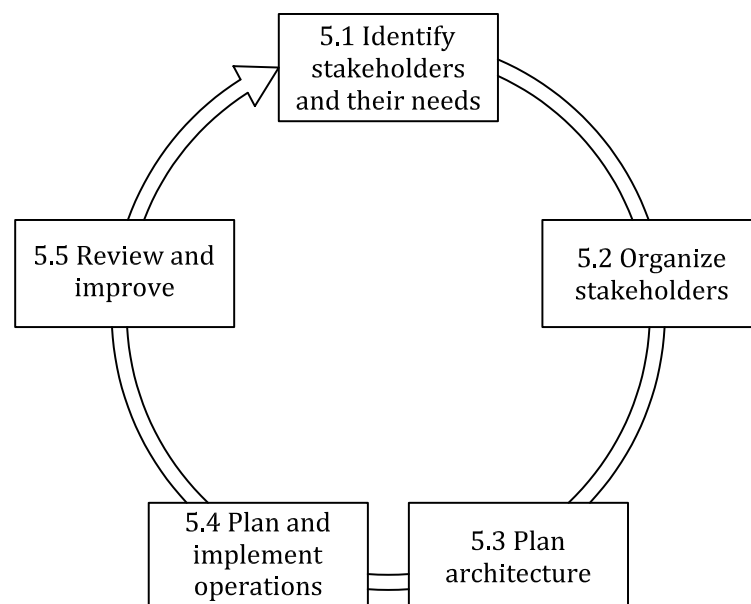 5.1 Identify
stakeholders
and their needs
5.2 Organize
stakeholders
5.3 Plan
architecture
5.4 Plan and
implement
operations
5.5 Review and
improve